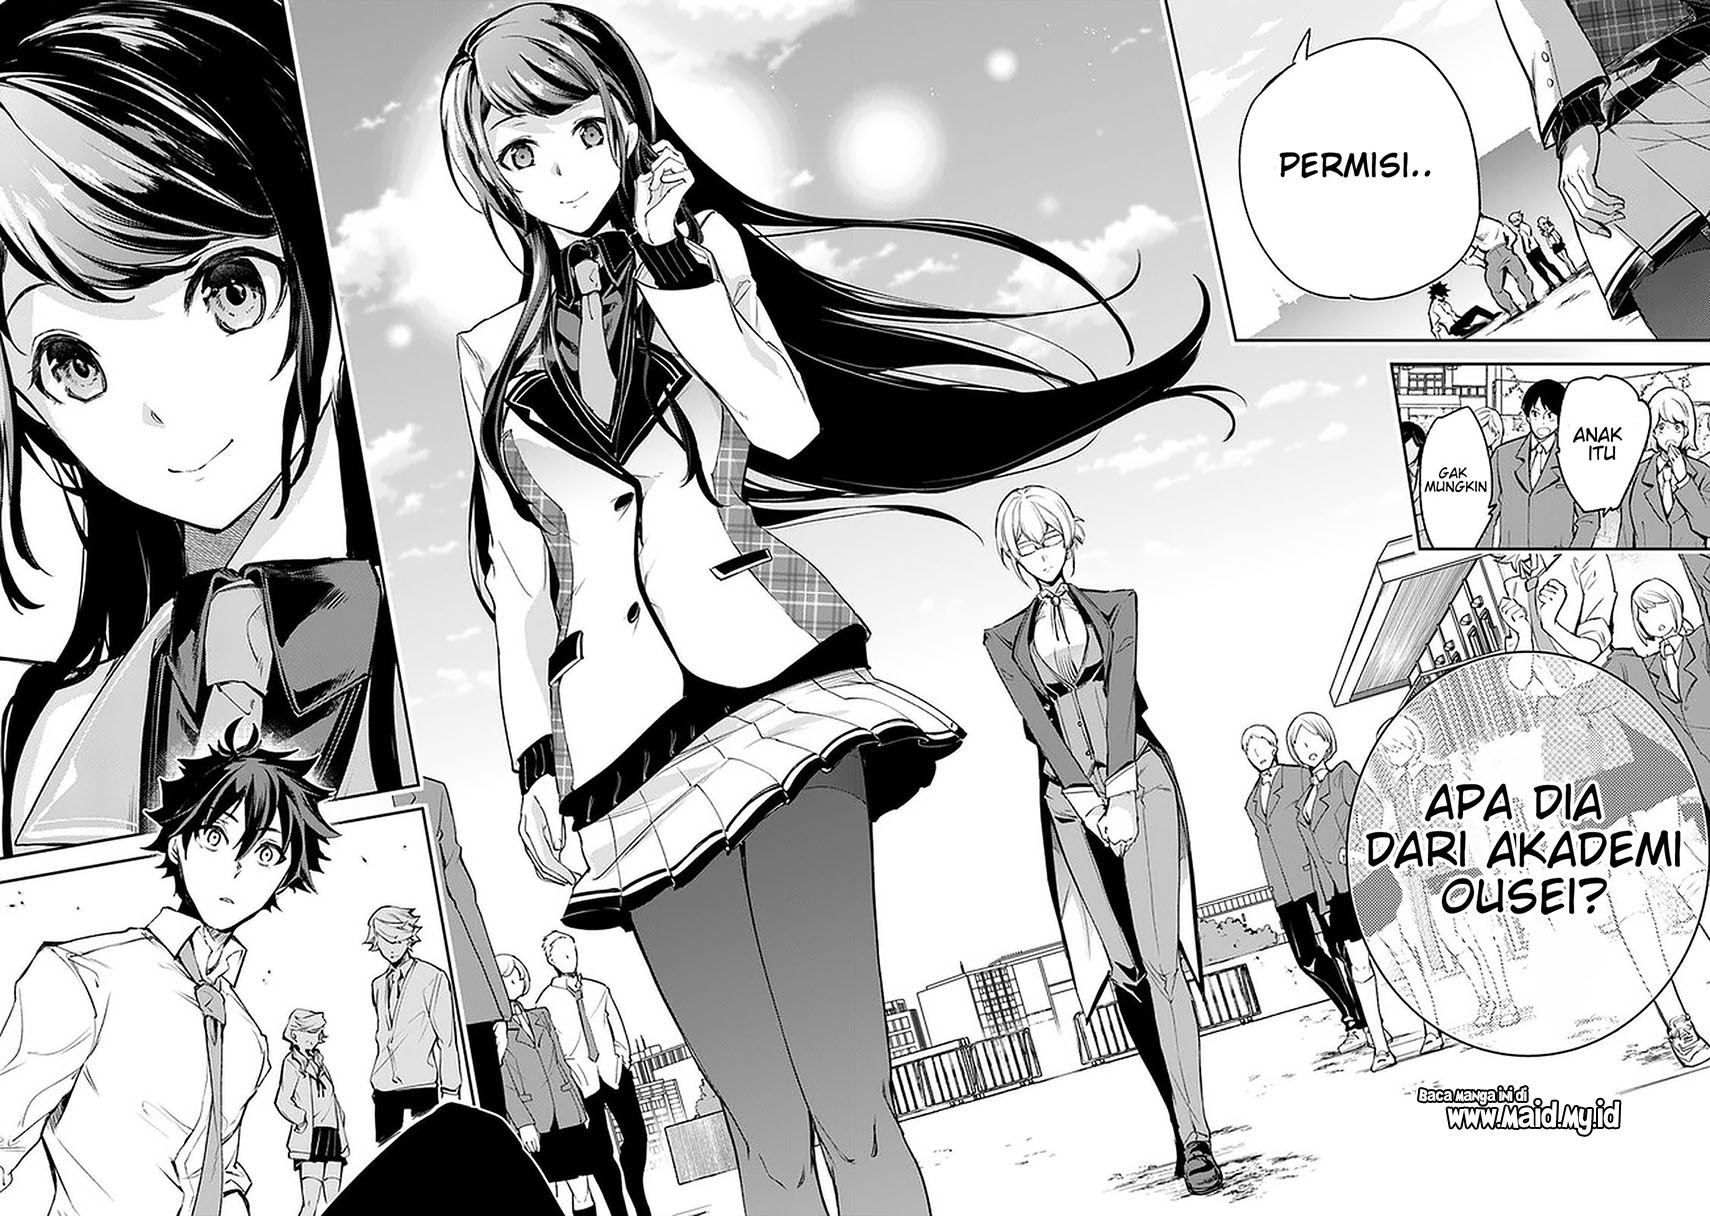 PERMISI..
ANAK
ITU
GAK
MUNGKIN
APA DIA
DARI AKADEMI
OUSEI?
Baca manga ini di
www.Maid.my.id